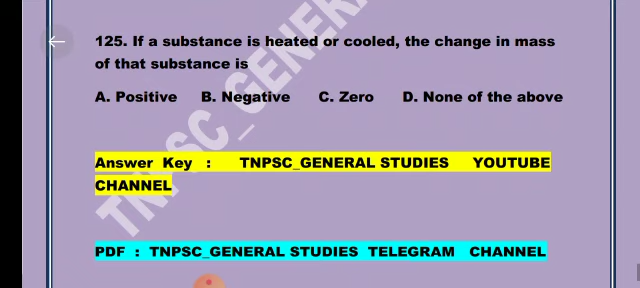 125. If a substance is heated or cooled, the change in mass
of that substance is
A. Positive B. Negative C. Zero D. None of the above
Answer Key : TNPSC_GENERAL STUDIES YOUTUBE
CHANNEL
PDF : TNPSC_GENERAL STUDIES TELEGRAM CHANNEL
TNPSC_GENERA